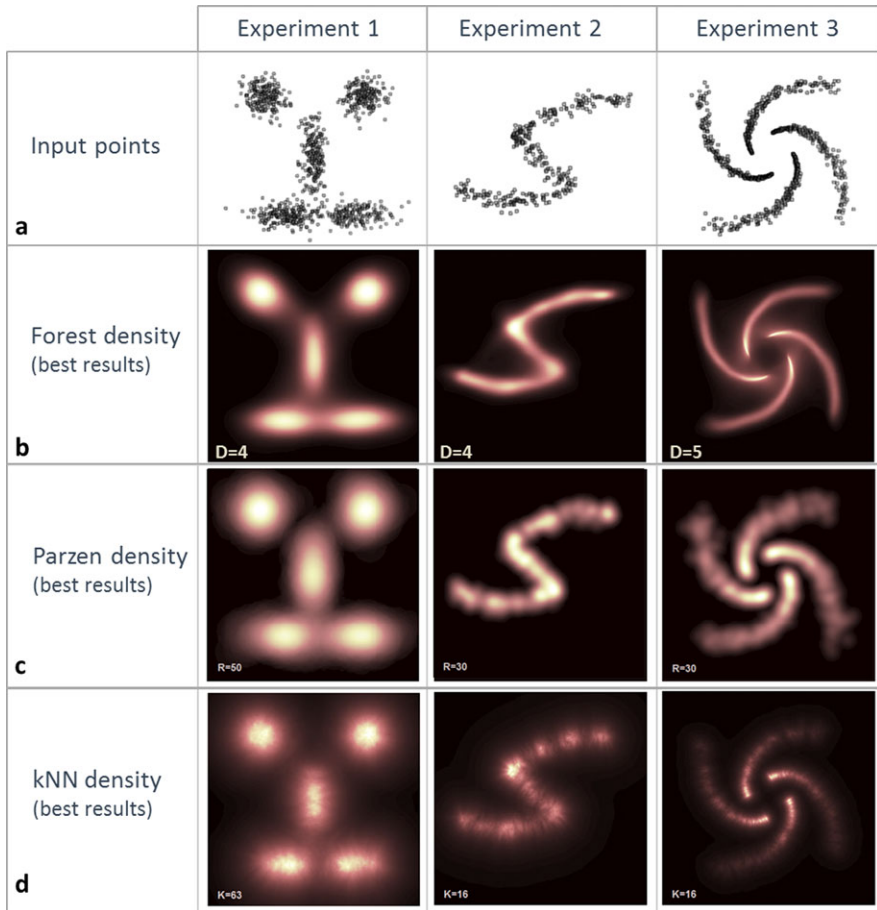 Experiment 1 Experiment 2 Experiment 3
Input points
a
Forest density
(best results)
b
D=4 D=4 D=5
Parzen density
(best results)
c
R=50 R=30 R=30
kNN density
(best results)
d
K=63 K=16 K=16